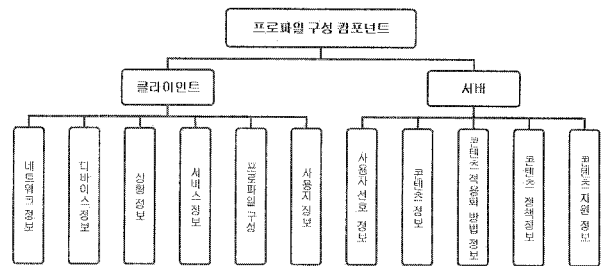 프로파일 구성 컴포넌트
클라이언트
서버
네트워크 정보
디바이스 정보
상황 정보
서비스 정보
프로파일 구성
사용자 정보
사용자 선호 정보
콘텐츠 정보
콘텐츠 적응화 방법 정보
콘텐츠 정책 정보
콘텐츠 자원 정보